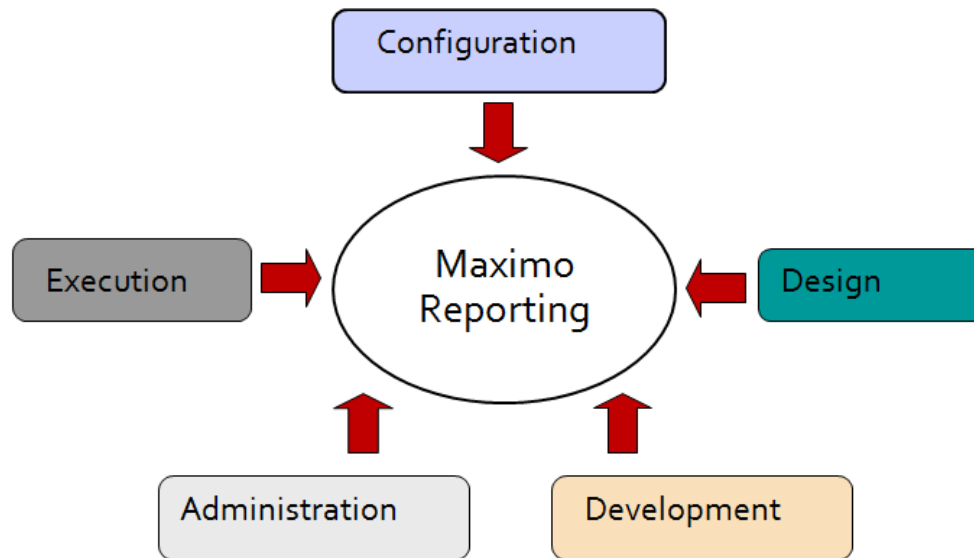 Configuration
Execution
Maximo
Reporting
Design
Administration
Development